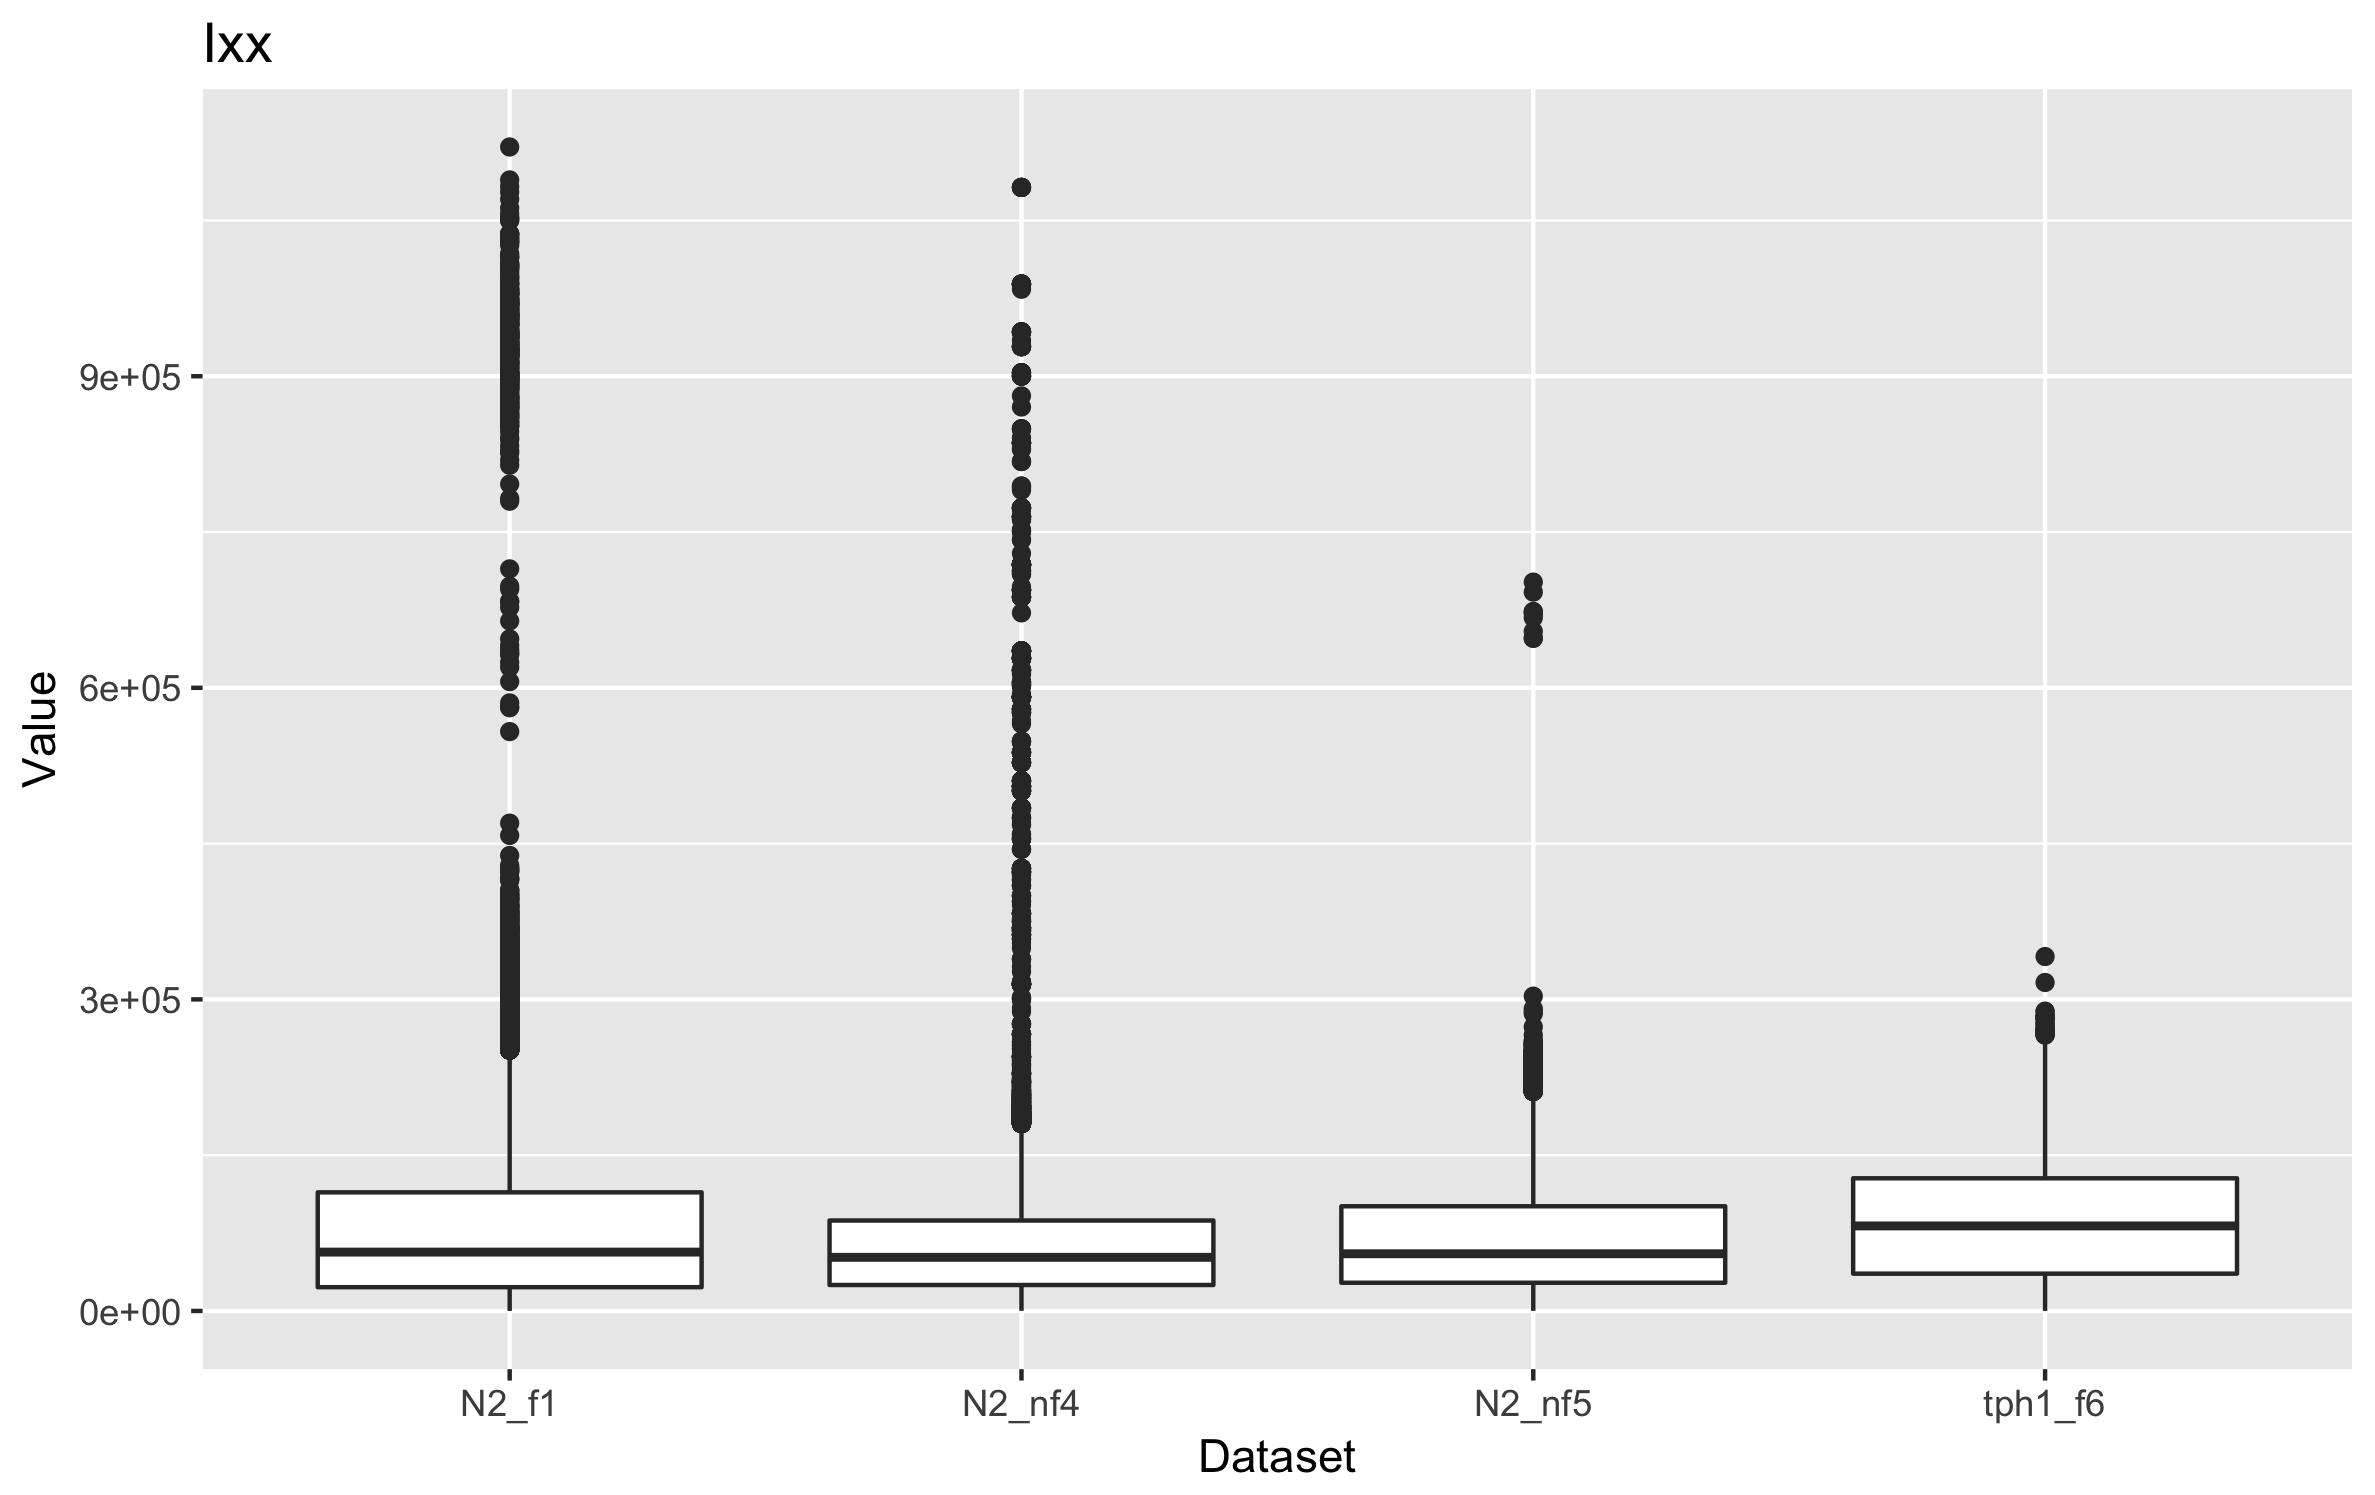 Ixx
9e+05
6e+05
3e+05
0e+00
Value
N2_f1
N2_nf4
N2_nf5
tph1_f6
Dataset